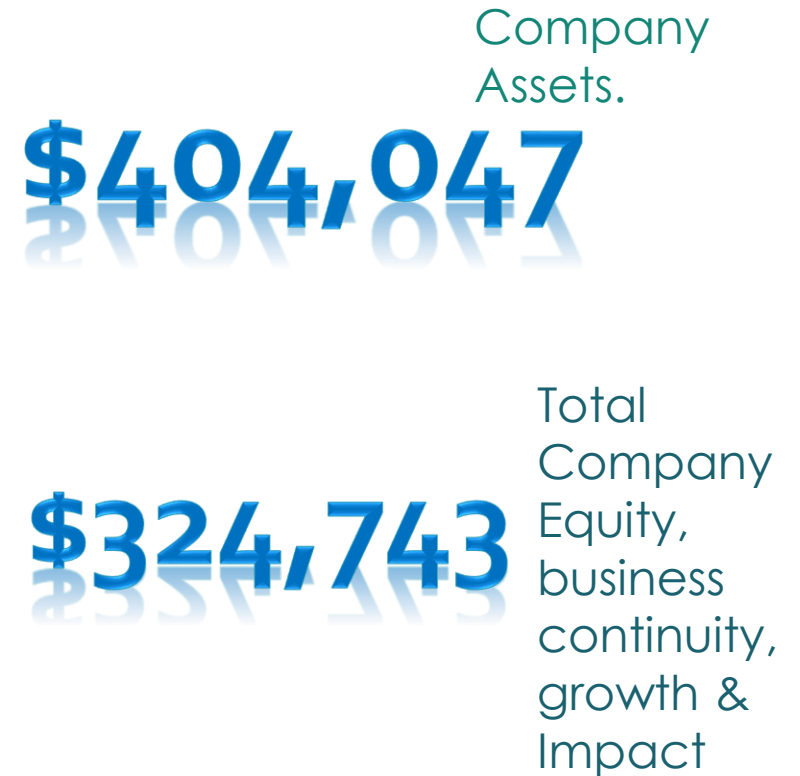 Company
Assets.
$404,047
Total
Company
Equity,
$324,743
business
continuity,
growth &
Impact